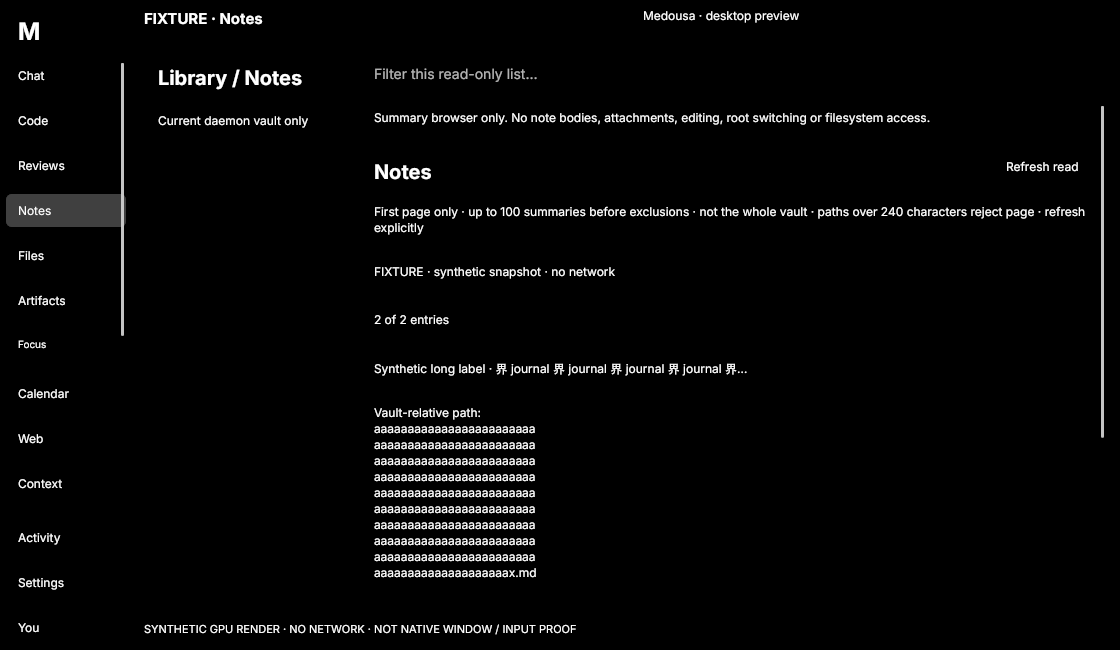 M
FIXTURE · Notes
Medousa · desktop preview
Chat
Code
Reviews
Notes
Files
Artifacts
Focus
Calendar
Web
Context
Activity
Settings
You
Library / Notes
Current daemon vault only
Filter this read-only list...
Summary browser only. No note bodies, attachments, editing, root switching or filesystem access.
Notes
Refresh read
First page only · up to 100 summaries before exclusions · not the whole vault · paths over 240 characters reject page · refresh
explicitly
FIXTURE · synthetic snapshot · no network
2 of 2 entries
Synthetic long label · 界 journal 界 journal 界 journal 界 journal 界...
Vault-relative path:
aaaaaaaaaaaaaaaaaaaaaaaa
aaaaaaaaaaaaaaaaaaaaaaaa
aaaaaaaaaaaaaaaaaaaaaaaa
aaaaaaaaaaaaaaaaaaaaaaaa
aaaaaaaaaaaaaaaaaaaaaaaa
aaaaaaaaaaaaaaaaaaaaaaaa
aaaaaaaaaaaaaaaaaaaaaaaa
aaaaaaaaaaaaaaaaaaaaaaaa
aaaaaaaaaaaaaaaaaaaaaaaa
aaaaaaaaaaaaaaaaaaaax.md
SYNTHETIC GPU RENDER · NO NETWORK · NOT NATIVE WINDOW / INPUT PROOF